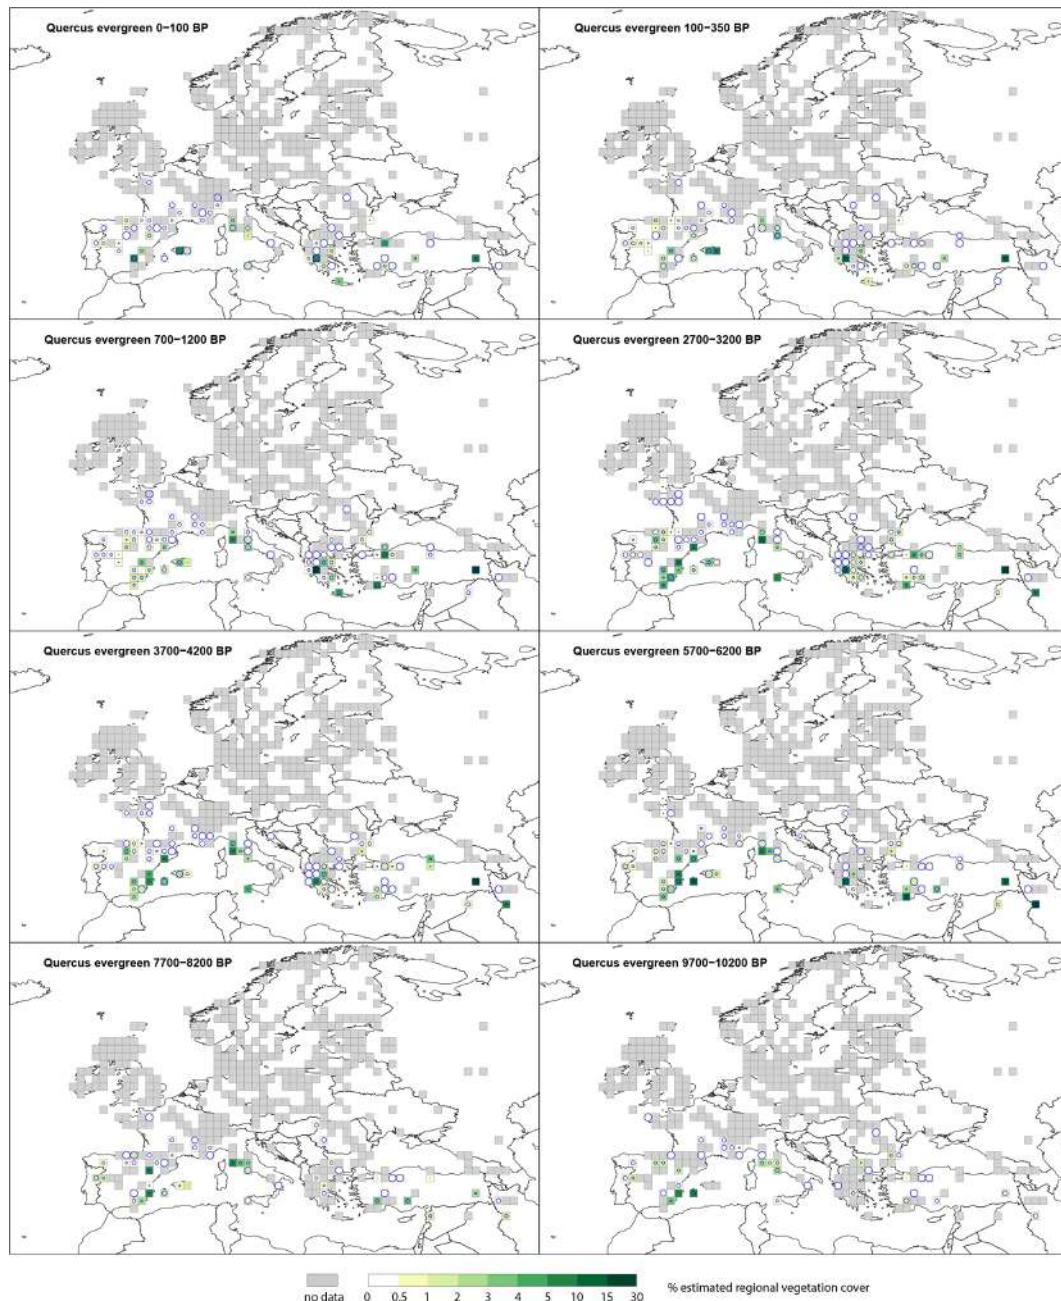 Quercus evergreen 0−100 BP
Quercus evergreen 100−350 BP
Quercus evergreen 700−1200 BP
Quercus evergreen 2700−3200 BP
Quercus evergreen 3700−4200 BP
Quercus evergreen 5700−6200 BP
Quercus evergreen 7700−8200 BP
Quercus evergreen 9700−10200 BP
no data 0 0.5 1 2 3 4 5 10 15 30 % estimated regional vegetation cover